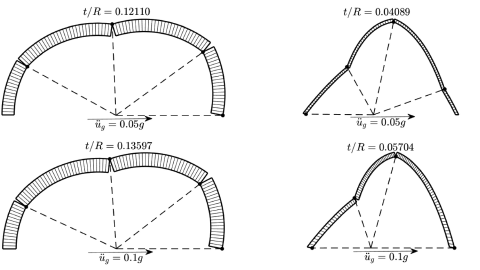 t/R = 0.12110
t/R = 0.04089
ü_g = 0.05g
ü_g = 0.05g
t/R = 0.13597
t/R = 0.05704
ü_g = 0.1g
ü_g = 0.1g